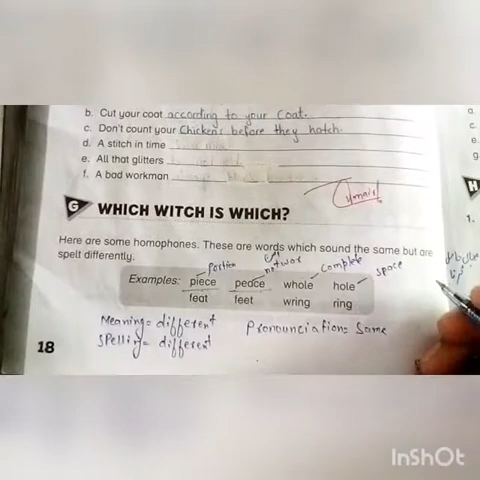 b. Cut your coat according to your Coat.
c. Don't count your Chickens before they hatch.
d. A stitch in time
e. All that glitters
f. A bad workman
a.
c.
e.
g
G WHICH WITCH IS WHICH?
H
1.
Here are some homophones. These are words which sound the same but are
spelt differently.
Portion not war complete space
Examples: piece peace whole hole
feat feet wring ring
Meaning= different Pronounciation= Same
Spelling= different
18
InShOt